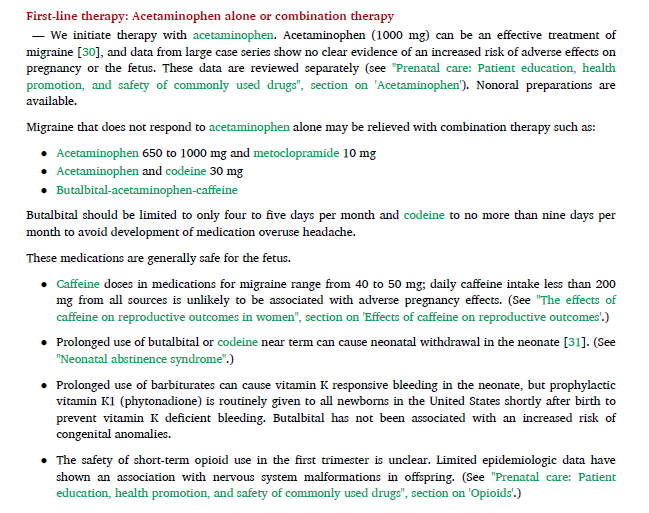 First-line therapy: Acetaminophen alone or combination therapy
— We initiate therapy with acetaminophen. Acetaminophen (1000 mg) can be an effective treatment of
migraine [30], and data from large case series show no clear evidence of an increased risk of adverse effects on
pregnancy or the fetus. These data are reviewed separately (see "Prenatal care: Patient education, health
promotion, and safety of commonly used drugs", section on 'Acetaminophen'). Nonoral preparations are
available.
Migraine that does not respond to acetaminophen alone may be relieved with combination therapy such as:
• Acetaminophen 650 to 1000 mg and metoclopramide 10 mg
• Acetaminophen and codeine 30 mg
• Butalbital-acetaminophen-caffeine
Butalbital should be limited to only four to five days per month and codeine to no more than nine days per
month to avoid development of medication overuse headache.
These medications are generally safe for the fetus.
• Caffeine doses in medications for migraine range from 40 to 50 mg; daily caffeine intake less than 200
mg from all sources is unlikely to be associated with adverse pregnancy effects. (See "The effects of
caffeine on reproductive outcomes in women", section on 'Effects of caffeine on reproductive outcomes'.)
• Prolonged use of butalbital or codeine near term can cause neonatal withdrawal in the neonate [31]. (See
"Neonatal abstinence syndrome".)
• Prolonged use of barbiturates can cause vitamin K responsive bleeding in the neonate, but prophylactic
vitamin K1 (phytonadione) is routinely given to all newborns in the United States shortly after birth to
prevent vitamin K deficient bleeding. Butalbital has not been associated with an increased risk of
congenital anomalies.
• The safety of short-term opioid use in the first trimester is unclear. Limited epidemiologic data have
shown an association with nervous system malformations in offspring. (See "Prenatal care: Patient
education, health promotion, and safety of commonly used drugs", section on 'Opioids'.)